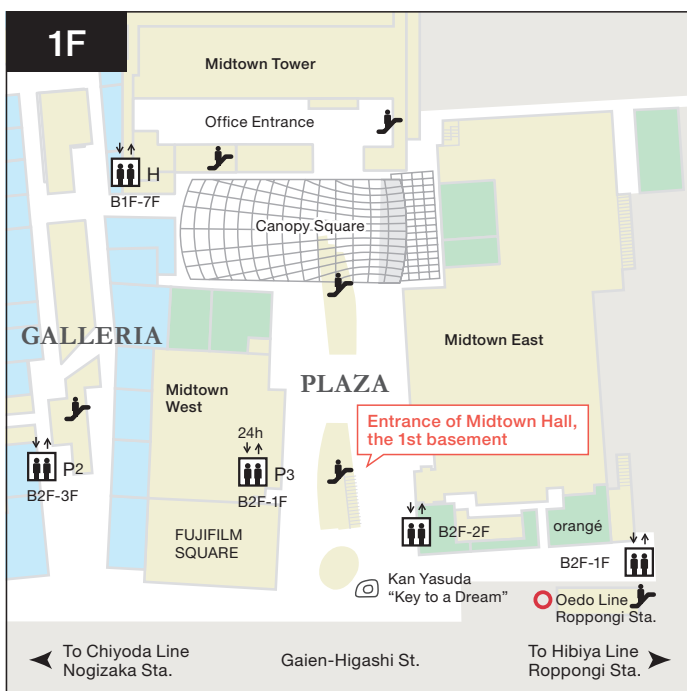 1F
Midtown Tower
Office Entrance
H
B1F-7F
Canopy Square
GALLERIA
Midtown East
PLAZA
Midtown
West
Entrance of Midtown Hall,
the 1st basement
24h
P2
P3
B2F-3F
B2F-1F
FUJIFILM
SQUARE
B2F-2F
orangé
B2F-1F
Kan Yasuda
“Key to a Dream”
Oedo Line
Roppongi Sta.
To Chiyoda Line
Nogizaka Sta.
Gaien-Higashi St.
To Hibiya Line
Roppongi Sta.